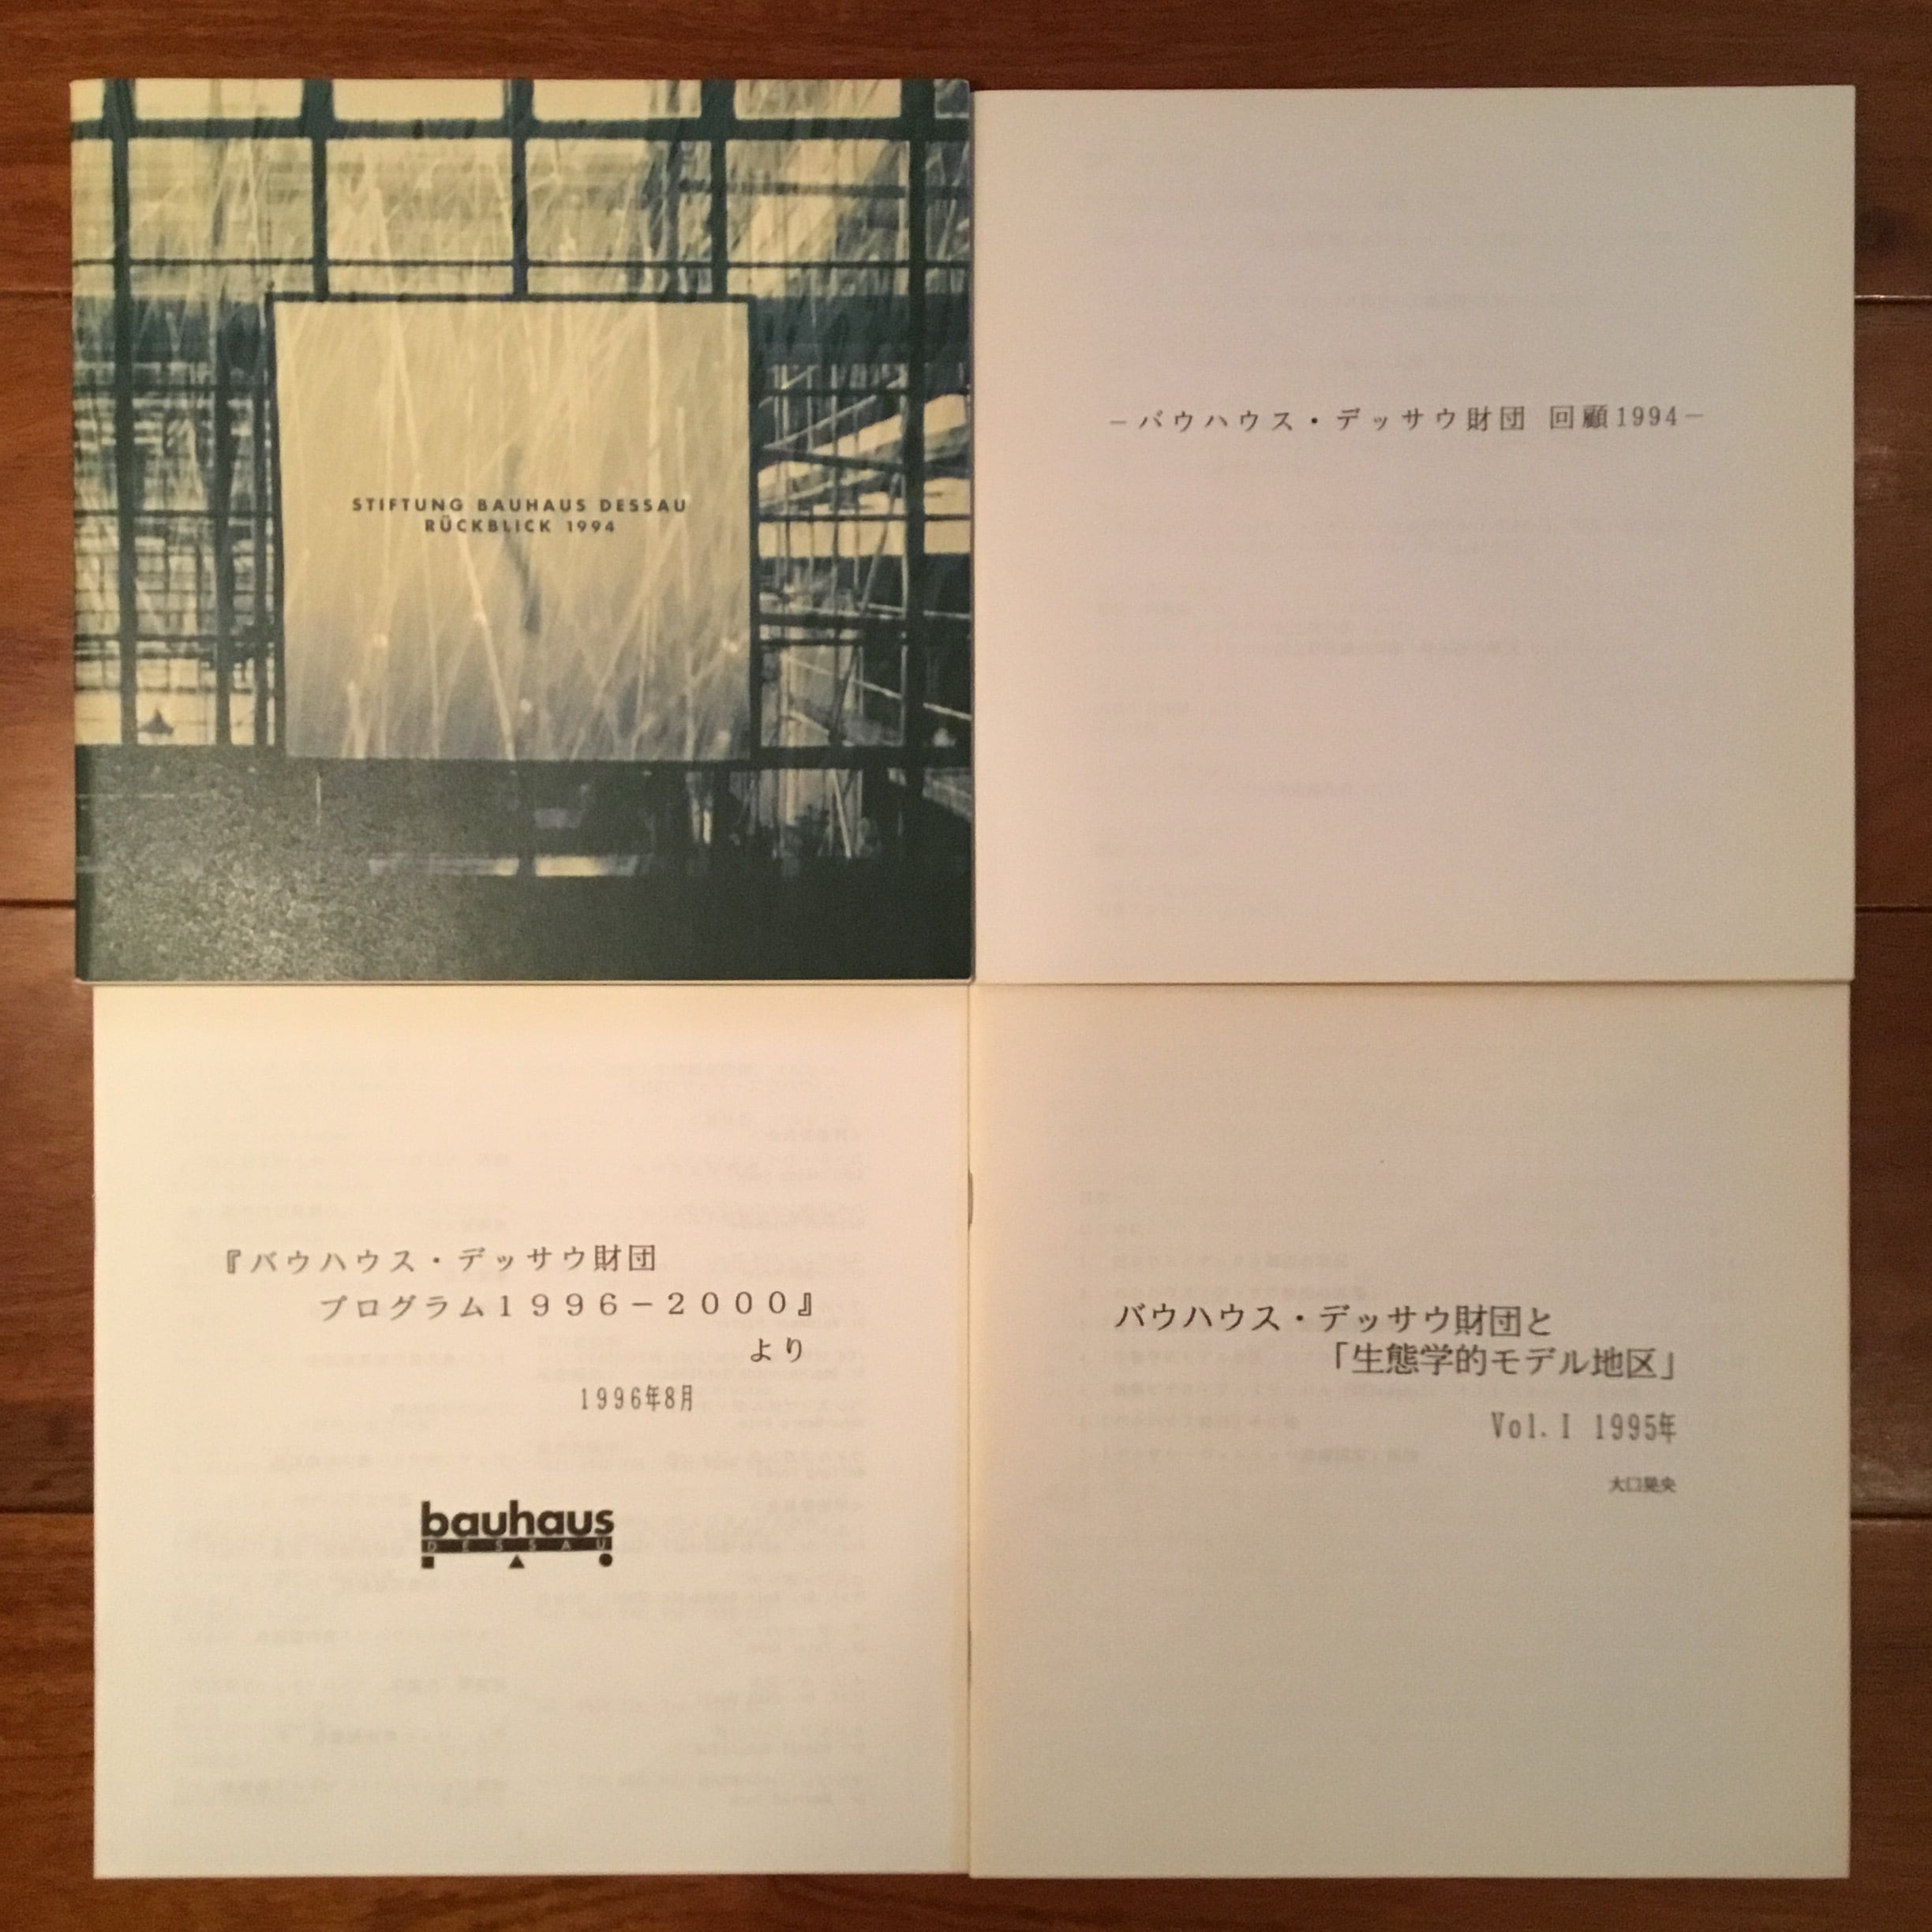 STIFTUNG BAUHAUS DESSAU
RÜCKBLICK 1994
－バウハウス・デッサウ財団 回顧1994－
『バウハウス・デッサウ財団
プログラム１９９６－２０００』
より
1996年8月
bauhaus
DESSAU
バウハウス・デッサウ財団と
「生態学的モデル地区」
Vol.Ⅰ 1995年
大口晃央